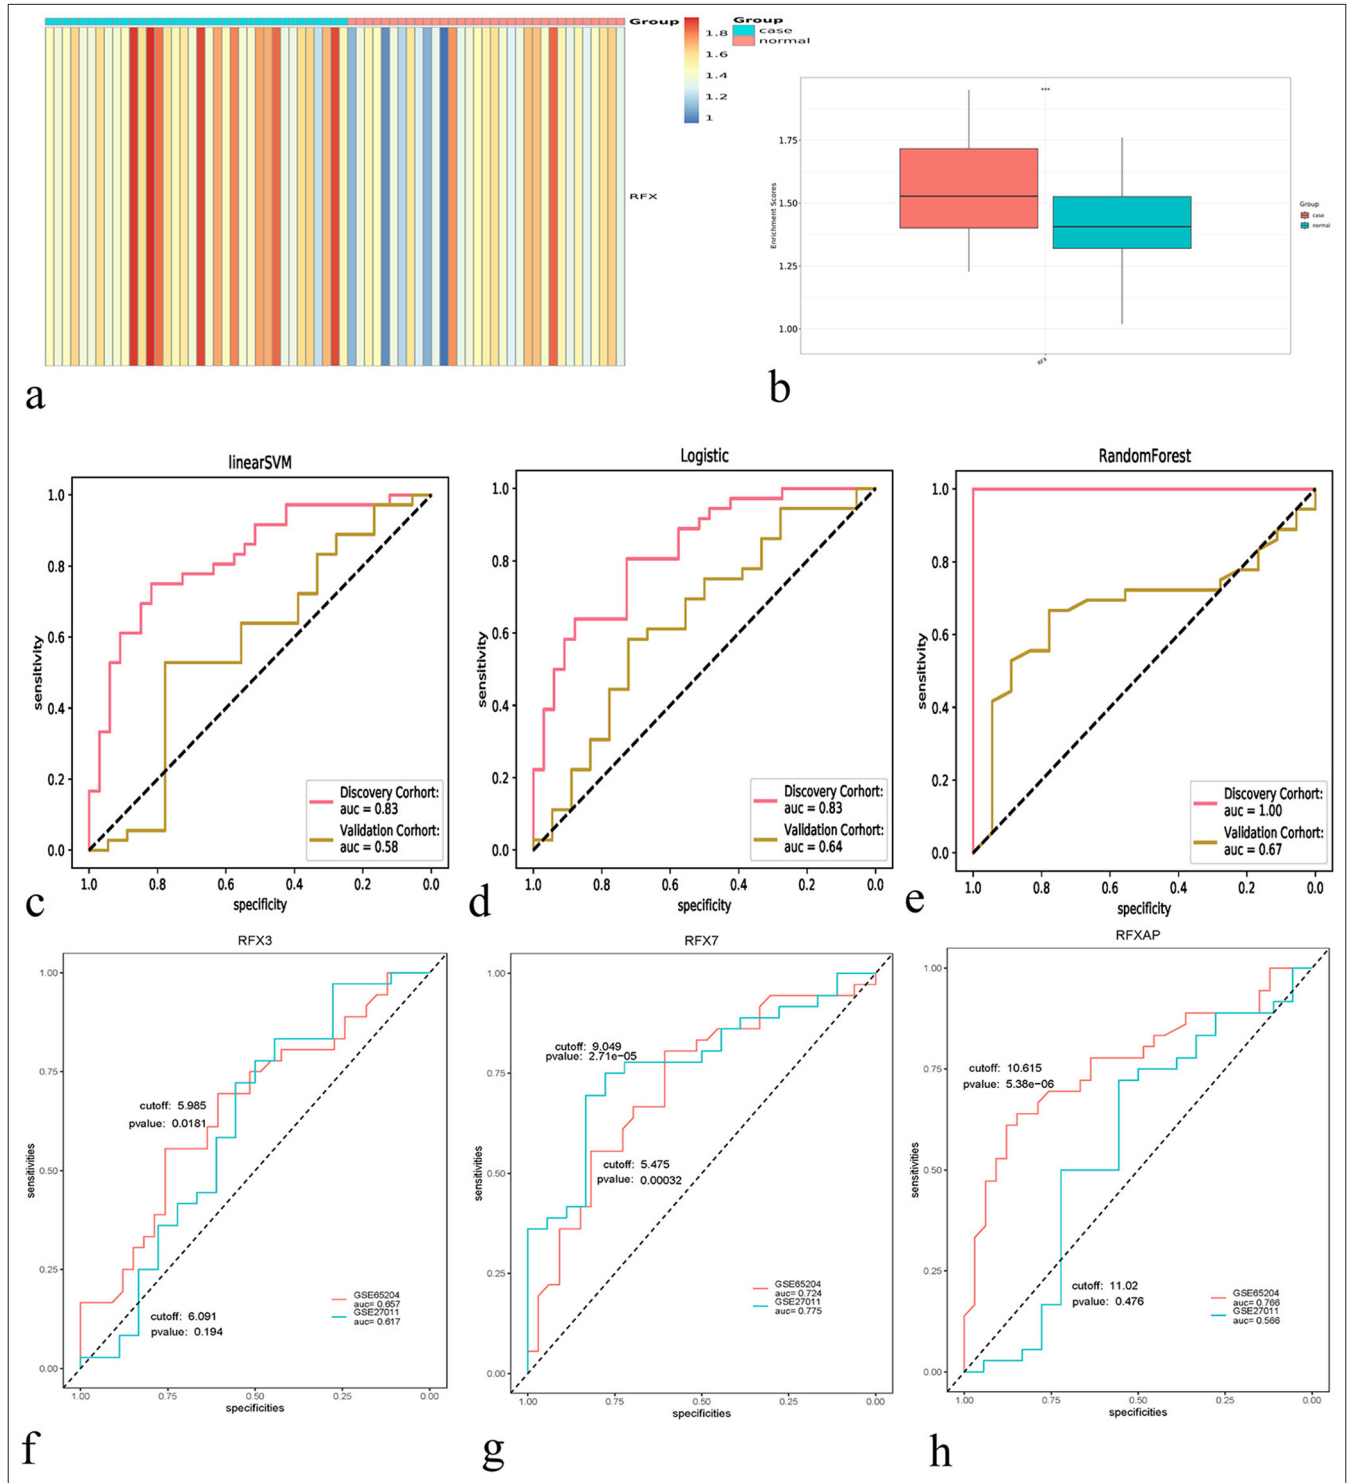 Group
1.8
1.6
1.4
1.2
1
Group
case
normal
RFX
a
***
Enrichment Scores
1.75
1.50
1.25
1.00
RFX
Group
case
normal
b
linearSVM
sensitivity
1.0
0.8
0.6
0.4
0.2
0.0
Discovery Corhort:
auc = 0.83
Validation Corhort:
auc = 0.58
1.0 0.8 0.6 0.4 0.2 0.0
specificity
c
Logistic
sensitivity
1.0
0.8
0.6
0.4
0.2
0.0
Discovery Corhort:
auc = 0.83
Validation Corhort:
auc = 0.64
1.0 0.8 0.6 0.4 0.2 0.0
specificity
d
RandomForest
sensitivity
1.0
0.8
0.6
0.4
0.2
0.0
Discovery Corhort:
auc = 1.00
Validation Corhort:
auc = 0.67
1.0 0.8 0.6 0.4 0.2 0.0
specificity
e
RFX3
sensitivities
1.00
0.75
0.50
0.25
0.00
cutoff: 5.985
pvalue: 0.0181
cutoff: 6.091
pvalue: 0.194
GSE65204
auc= 0.657
GSE27011
auc= 0.617
1.00 0.75 0.50 0.25 0.00
specificities
f
RFX7
sensitivities
1.00
0.75
0.50
0.25
0.00
cutoff: 9.049
pvalue: 2.71e−05
cutoff: 5.475
pvalue: 0.00032
GSE65204
auc= 0.724
GSE27011
auc= 0.775
1.00 0.75 0.50 0.25 0.00
specificities
g
RFXAP
sensitivities
1.00
0.75
0.50
0.25
0.00
cutoff: 10.615
pvalue: 5.38e−06
cutoff: 11.02
pvalue: 0.476
GSE65204
auc= 0.766
GSE27011
auc= 0.566
1.00 0.75 0.50 0.25 0.00
specificities
h